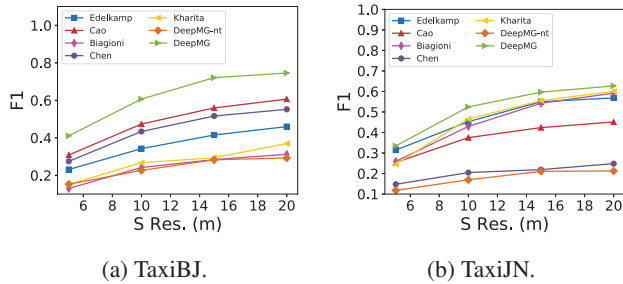 Edelkamp
Cao
Biagioni
Chen
Kharita
DeepMG-nt
DeepMG
F1
1.0
0.8
0.6
0.4
0.2
6 8 10 12 14 16 18 20
S Res. (m)
(a) TaxiBJ.
Edelkamp
Cao
Biagioni
Chen
Kharita
DeepMG-nt
DeepMG
F1
1.0
0.9
0.8
0.7
0.6
0.5
0.4
0.3
0.2
0.1
6 8 10 12 14 16 18 20
S Res. (m)
(b) TaxiJN.